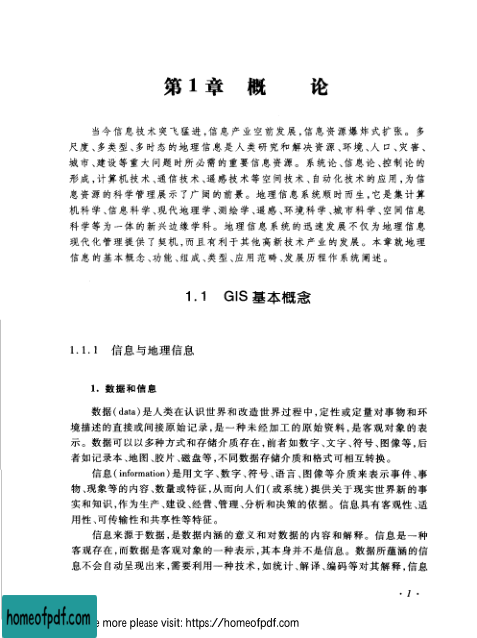 第1章 概 论
当今信息技术突飞猛进,信息产业空前发展,信息资源爆炸式扩张。多
尺度、多类型、多时态的地理信息是人类研究和解决资源、环境、人口、灾害、
城市、建设等重大问题时所必需的重要信息资源。系统论、信息论、控制论的
形成,计算机技术、通信技术、遥感技术等空间技术、自动化技术的应用,为信
息资源的科学管理展示了广阔的前景。地理信息系统顺时而生,它是集计算
机科学、信息科学、现代地理学、测绘学、遥感、环境科学、城市科学、空间信息
科学等为一体的新兴边缘学科。地理信息系统的迅速发展不仅为地理信息
现代化管理提供了契机,而且有利于其他高新技术产业的发展。本章就地理
信息的基本概念、功能、组成、类型、应用范畴、发展历程作系统阐述。
1.1 GIS 基本概念
1.1.1 信息与地理信息
1. 数据和信息
数据(data)是人类在认识世界和改造世界过程中,定性或定量对事物和环
境描述的直接或间接原始记录,是一种未经加工的原始资料,是客观对象的表
示。数据可以以多种方式和存储介质存在,前者如数字、文字、符号、图像等,后
者如记录本、地图、胶片、磁盘等,不同数据存储介质和格式可相互转换。
信息(information)是用文字、数字、符号、语言、图像等介质来表示事件、事
物、现象等的内容、数量或特征,从而向人们(或系统)提供关于现实世界新的事
实和知识,作为生产、建设、经营、管理、分析和决策的依据。信息具有客观性、适
用性、可传输性和共享性等特征。
信息来源于数据,是数据内涵的意义和对数据的内容和解释。信息是一种
客观存在,而数据是客观对象的一种表示,其本身并不是信息。数据所蕴涵的信
息不会自动呈现出来,需要利用一种技术,如统计、解译、编码等对其解释,信息
· 1 ·
homeofpdf.com
e more please visit: https://homeofpdf.com